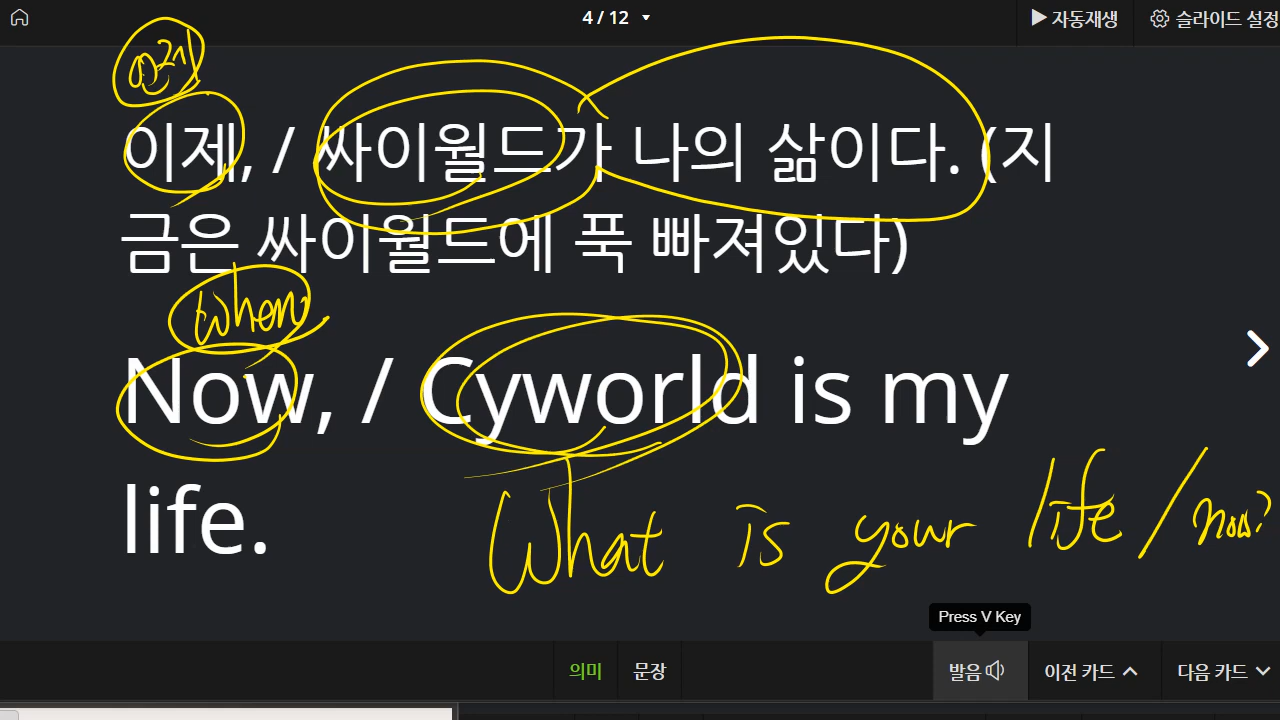 4 / 12
자동재생
슬라이드 설정
언제
이제, / 싸이월드가 나의 삶이다. (지
금은 싸이월드에 푹 빠져있다)
When
Now, / Cyworld is my
life.
What is your life / now?
Press V Key
의미
문장
발음
이전 카드
다음 카드